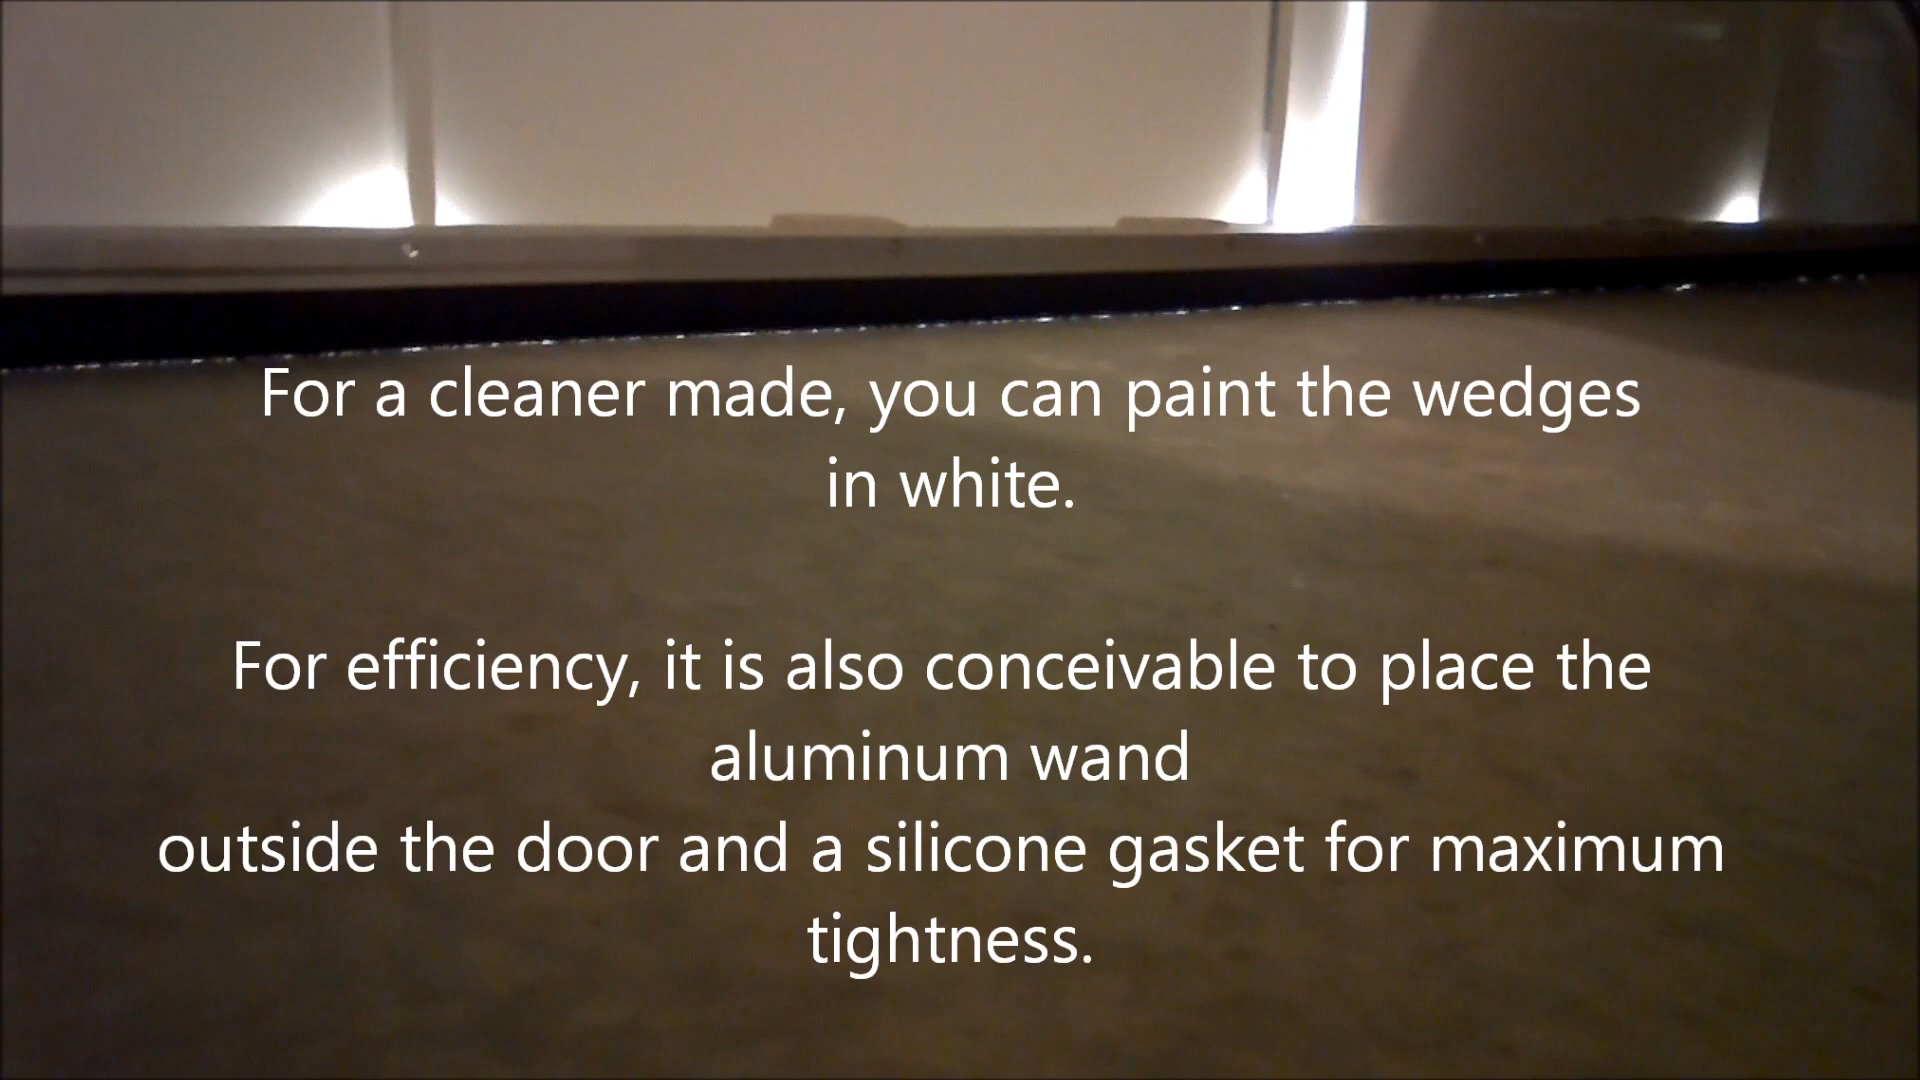 For a cleaner made, you can paint the wedges
in white.
For efficiency, it is also conceivable to place the
aluminum wand
outside the door and a silicone gasket for maximum
tightness.